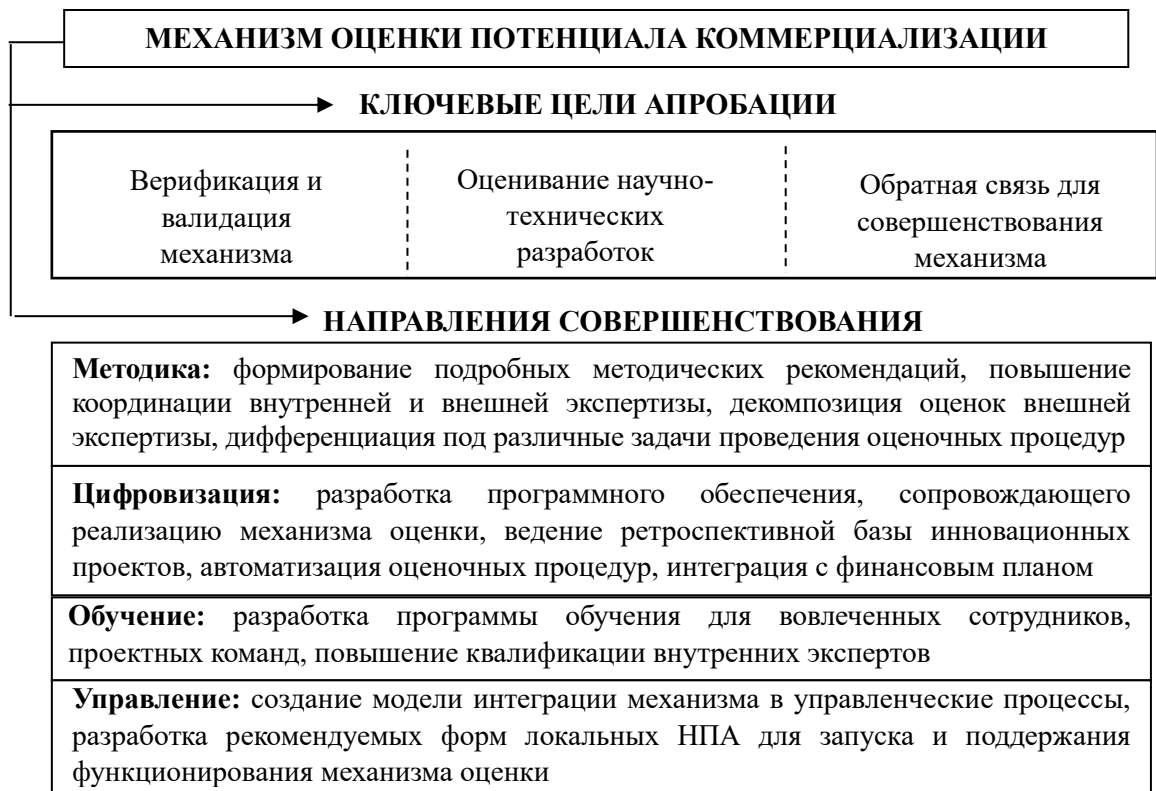 МЕХАНИЗМ ОЦЕНКИ ПОТЕНЦИАЛА КОММЕРЦИАЛИЗАЦИИ
КЛЮЧЕВЫЕ ЦЕЛИ АПРОБАЦИИ
Верификация и
валидация
механизма
Оценивание научно-
технических
разработок
Обратная связь для
совершенствования
механизма
НАПРАВЛЕНИЯ СОВЕРШЕНСТВОВАНИЯ
Методика: формирование подробных методических рекомендаций, повышение
координации внутренней и внешней экспертизы, декомпозиция оценок внешней
экспертизы, дифференциация под различные задачи проведения оценочных процедур
Цифровизация: разработка программного обеспечения, сопровождающего
реализацию механизма оценки, ведение ретроспективной базы инновационных
проектов, автоматизация оценочных процедур, интеграция с финансовым планом
Обучение: разработка программы обучения для вовлеченных сотрудников,
проектных команд, повышение квалификации внутренних экспертов
Управление: создание модели интеграции механизма в управленческие процессы,
разработка рекомендуемых форм локальных НПА для запуска и поддержания
функционирования механизма оценки